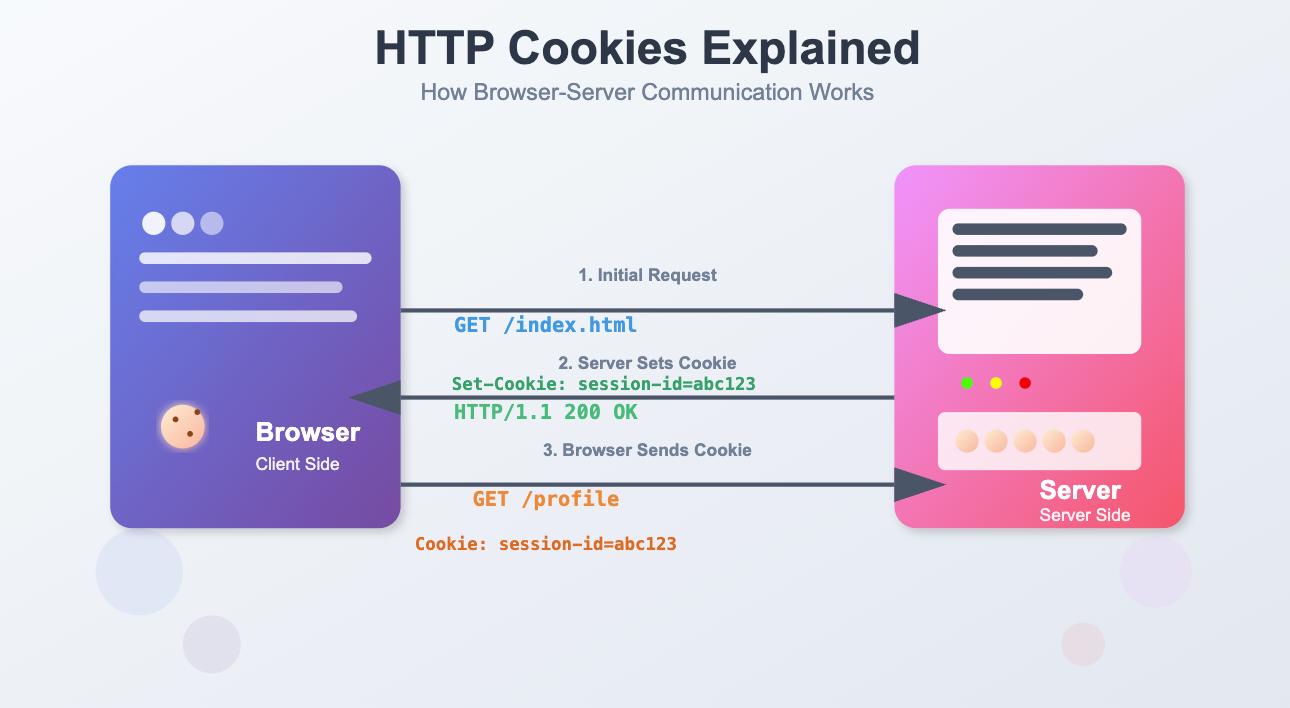 HTTP Cookies Explained
How Browser-Server Communication Works
1. Initial Request
GET /index.html
2. Server Sets Cookie
Set-Cookie: session-id=abc123
HTTP/1.1 200 OK
Browser
Client Side
3. Browser Sends Cookie
GET /profile
Server
Server Side
Cookie: session-id=abc123